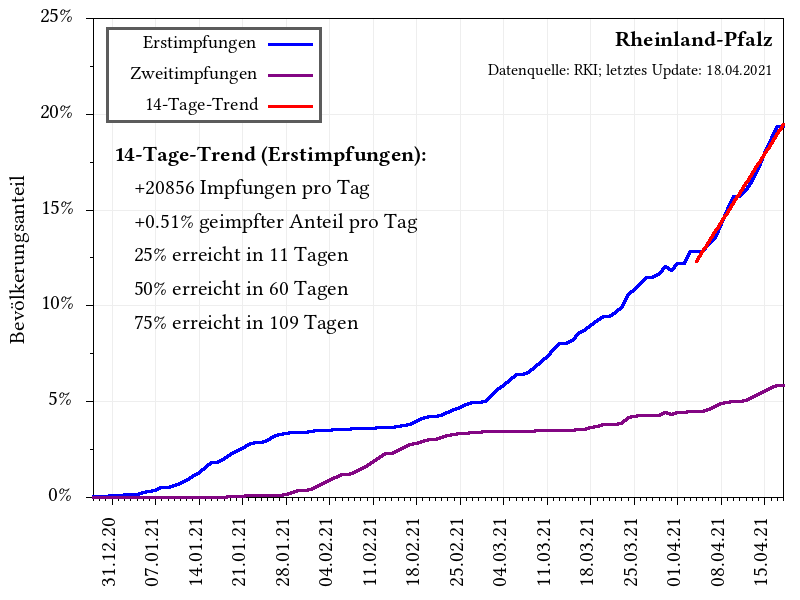 25%
20%
15%
10%
5%
0%
Bevölkerungsanteil
Erstimpfungen
Zweitimpfungen
14-Tage-Trend
Rheinland-Pfalz
Datenquelle: RKI; letztes Update: 18.04.2021
14-Tage-Trend (Erstimpfungen):
+20856 Impfungen pro Tag
+0.51% geimpfter Anteil pro Tag
25% erreicht in 11 Tagen
50% erreicht in 60 Tagen
75% erreicht in 109 Tagen
31.12.20
07.01.21
14.01.21
21.01.21
28.01.21
04.02.21
11.02.21
18.02.21
25.02.21
04.03.21
11.03.21
18.03.21
25.03.21
01.04.21
08.04.21
15.04.21